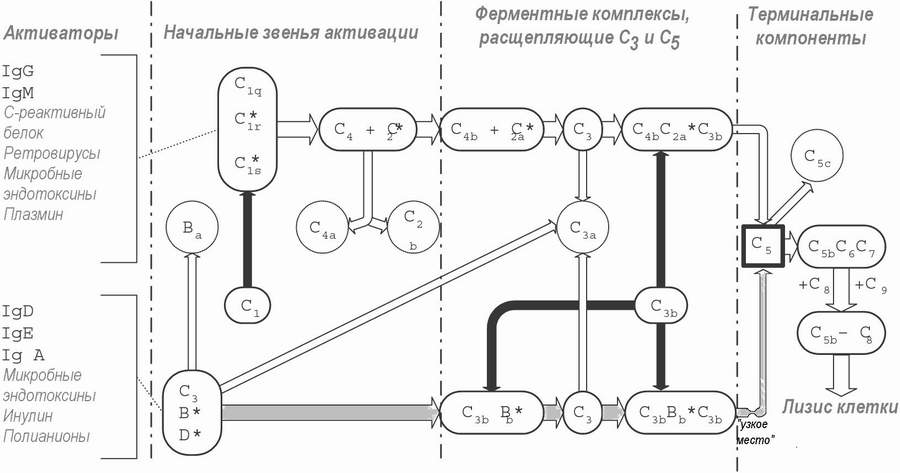 Активаторы
IgG
IgM
С-реактивный
белок
Ретровирусы
Микробные
эндотоксины
Плазмин
IgD
IgE
Ig A
Микробные
эндотоксины
Инулин
Полианионы
Начальные звенья активации
C1q
C1r*
C1s*
C4 + C2*
C4a
C2b
Ba
C1
C3
B*
D*
Ферментные комплексы,
расщепляющие С3 и С5
C4b + C2a*
C3
C4bC2a*C3b
C3a
C3b
C3b Bb*
C3
C3bBb*C3b
Терминальные
компоненты
C5c
C5
C5bC6C7
+C8 +C9
C5b- C8
Лизис клетки
"узкое
место"